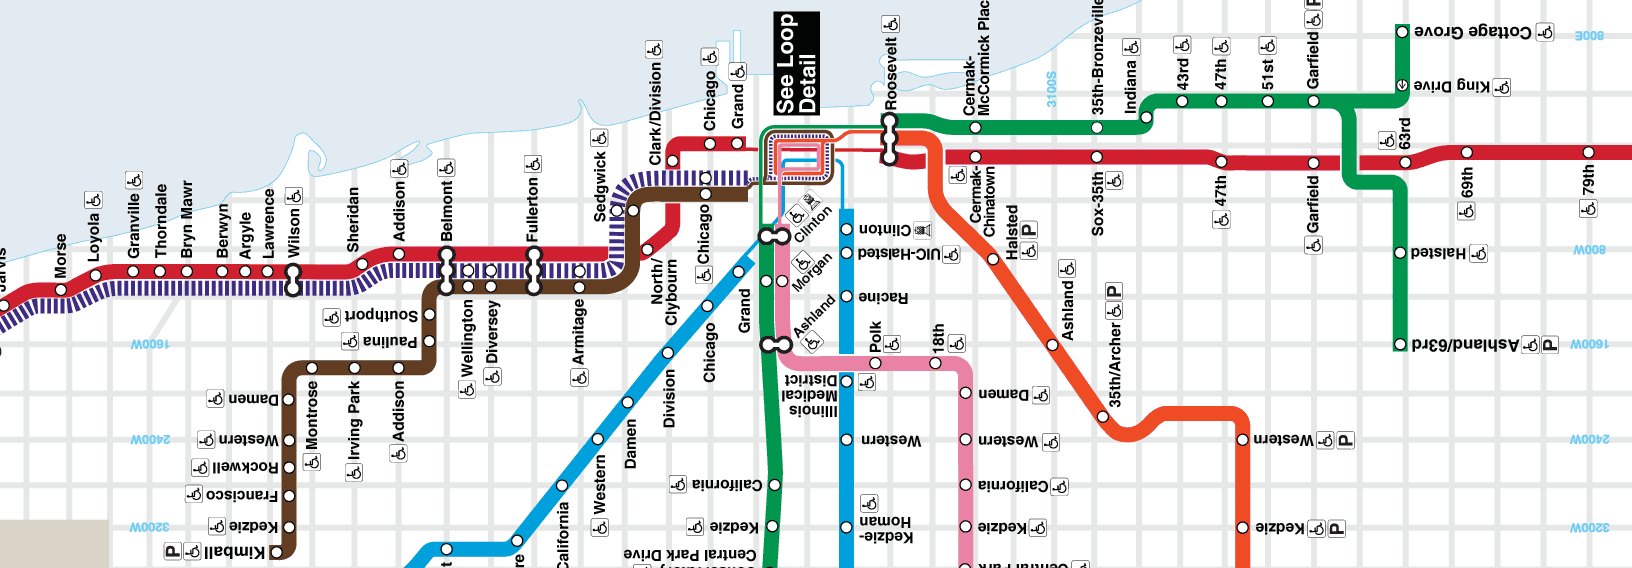 Morse
Loyola
Granville
Thorndale
Bryn Mawr
Berwyn
Argyle
Lawrence
Wilson
Sheridan
Addison
Belmont
Fullerton
Sedgwick
Clark/Division
Chicago
Grand
See Loop
Detail
Roosevelt
Cermak-
McCormick Plac
3100S
35th-Bronzeville
Indiana
43rd
47th
51st
Garfield
King Drive
Cottage Grove
800E
63rd
69th
79th
47th
Garfield
Sox-35th
Cermak-
Chinatown
Halsted
P
Ashland
35th/Archer
P
Western
P
Kedzie
P
Halsted
Ashland/63rd
P
800W
1600W
2400W
3200W
Clinton
UIC-Halsted
Racine
Polk
18th
Illinois
Medical
District
Western
Kedzie-
Homan
Damen
Western
California
Kedzie
Central Park
Clinton
Morgan
Ashland
California
Kedzie
Central Park Drive
Grand
Chicago
Division
Damen
Western
California
North/
Clybourn
Chicago
Armitage
Diversey
Wellington
Southport
Paulina
Addison
Irving Park
Montrose
Damen
Western
Rockwell
Francisco
Kedzie
Kimball
P
1600W
2400W
3200W